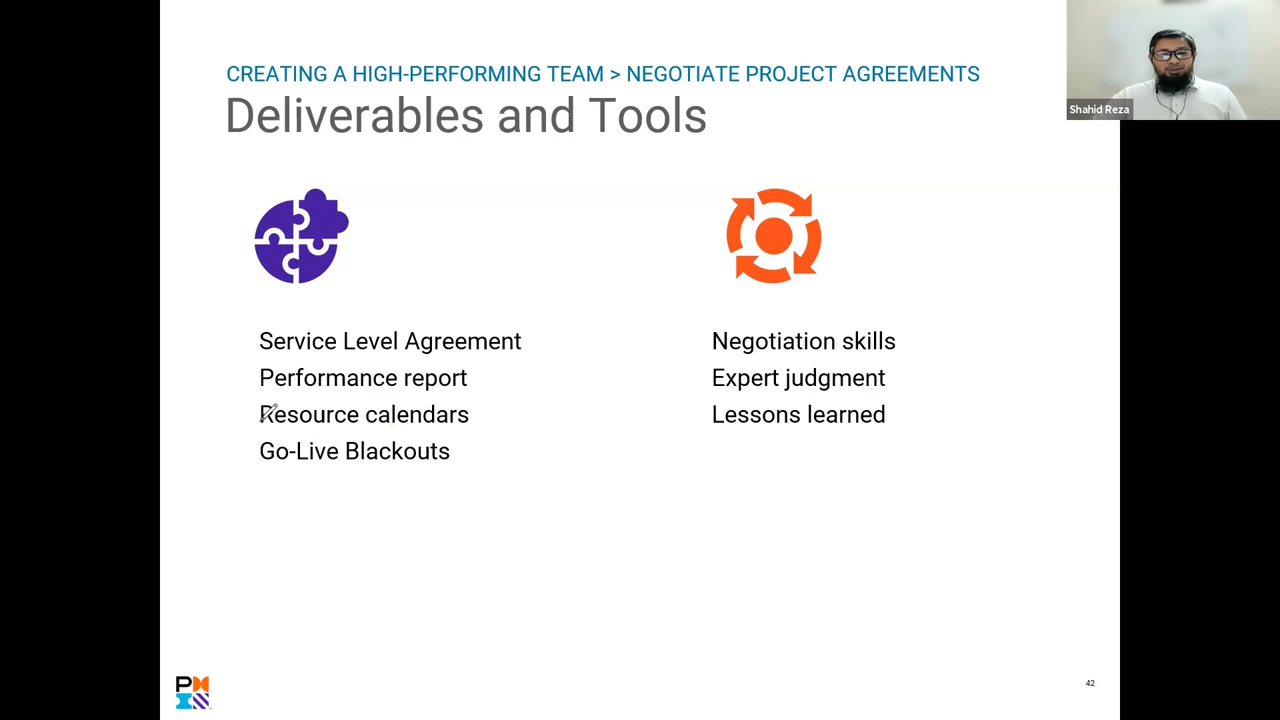 CREATING A HIGH-PERFORMING TEAM > NEGOTIATE PROJECT AGREEMENTS
Deliverables and Tools
Shahid Reza
Service Level Agreement
Performance report
Resource calendars
Go-Live Blackouts
Negotiation skills
Expert judgment
Lessons learned
PM
42